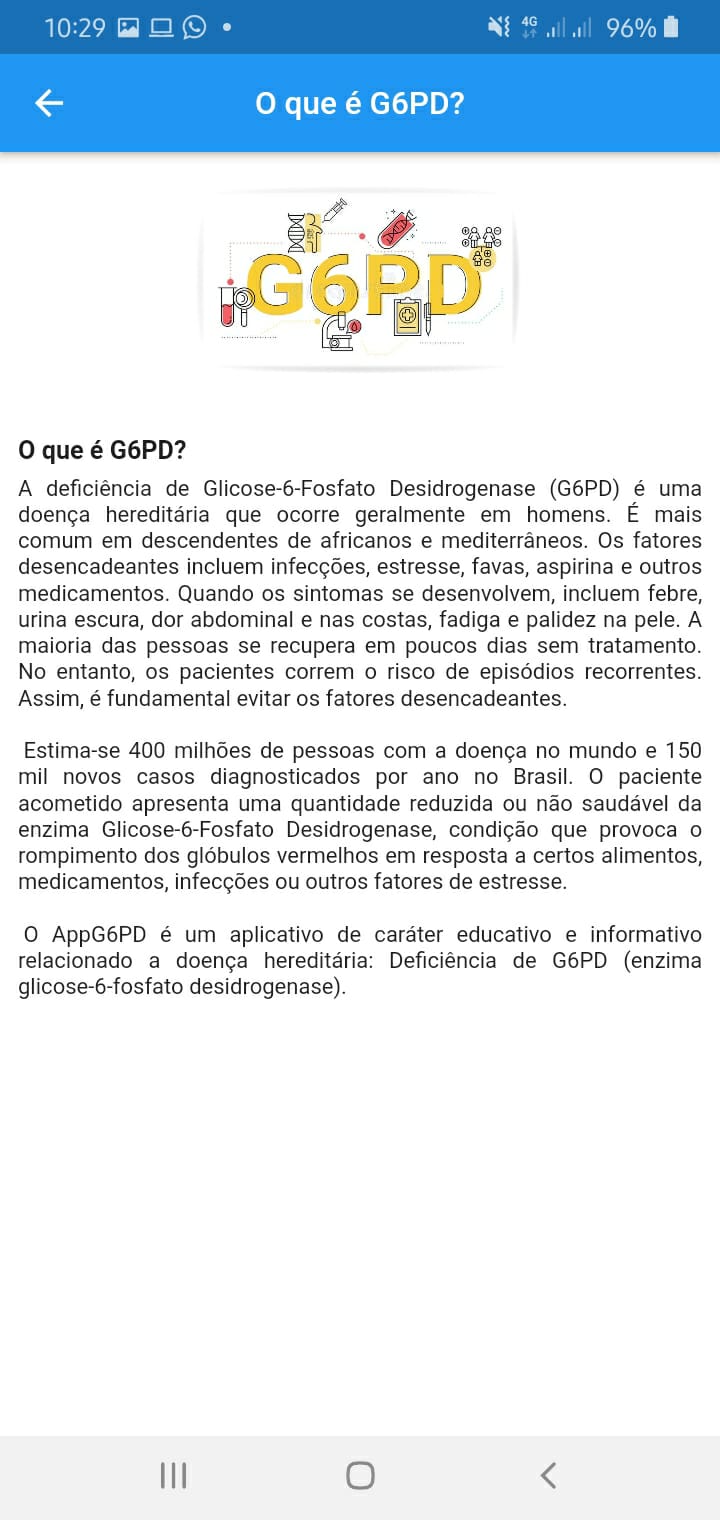 10:29
4G
96%
O que é G6PD?
G6PD
O que é G6PD?
A deficiência de Glicose-6-Fosfato Desidrogenase (G6PD) é uma
doença hereditária que ocorre geralmente em homens. É mais
comum em descendentes de africanos e mediterrâneos. Os fatores
desencadeantes incluem infecções, estresse, favas, aspirina e outros
medicamentos. Quando os sintomas se desenvolvem, incluem febre,
urina escura, dor abdominal e nas costas, fadiga e palidez na pele. A
maioria das pessoas se recupera em poucos dias sem tratamento.
No entanto, os pacientes correm o risco de episódios recorrentes.
Assim, é fundamental evitar os fatores desencadeantes.
Estima-se 400 milhões de pessoas com a doença no mundo e 150
mil novos casos diagnosticados por ano no Brasil. O paciente
acometido apresenta uma quantidade reduzida ou não saudável da
enzima Glicose-6-Fosfato Desidrogenase, condição que provoca o
rompimento dos glóbulos vermelhos em resposta a certos alimentos,
medicamentos, infecções ou outros fatores de estresse.
O AppG6PD é um aplicativo de caráter educativo e informativo
relacionado a doença hereditária: Deficiência de G6PD (enzima
glicose-6-fosfato desidrogenase).